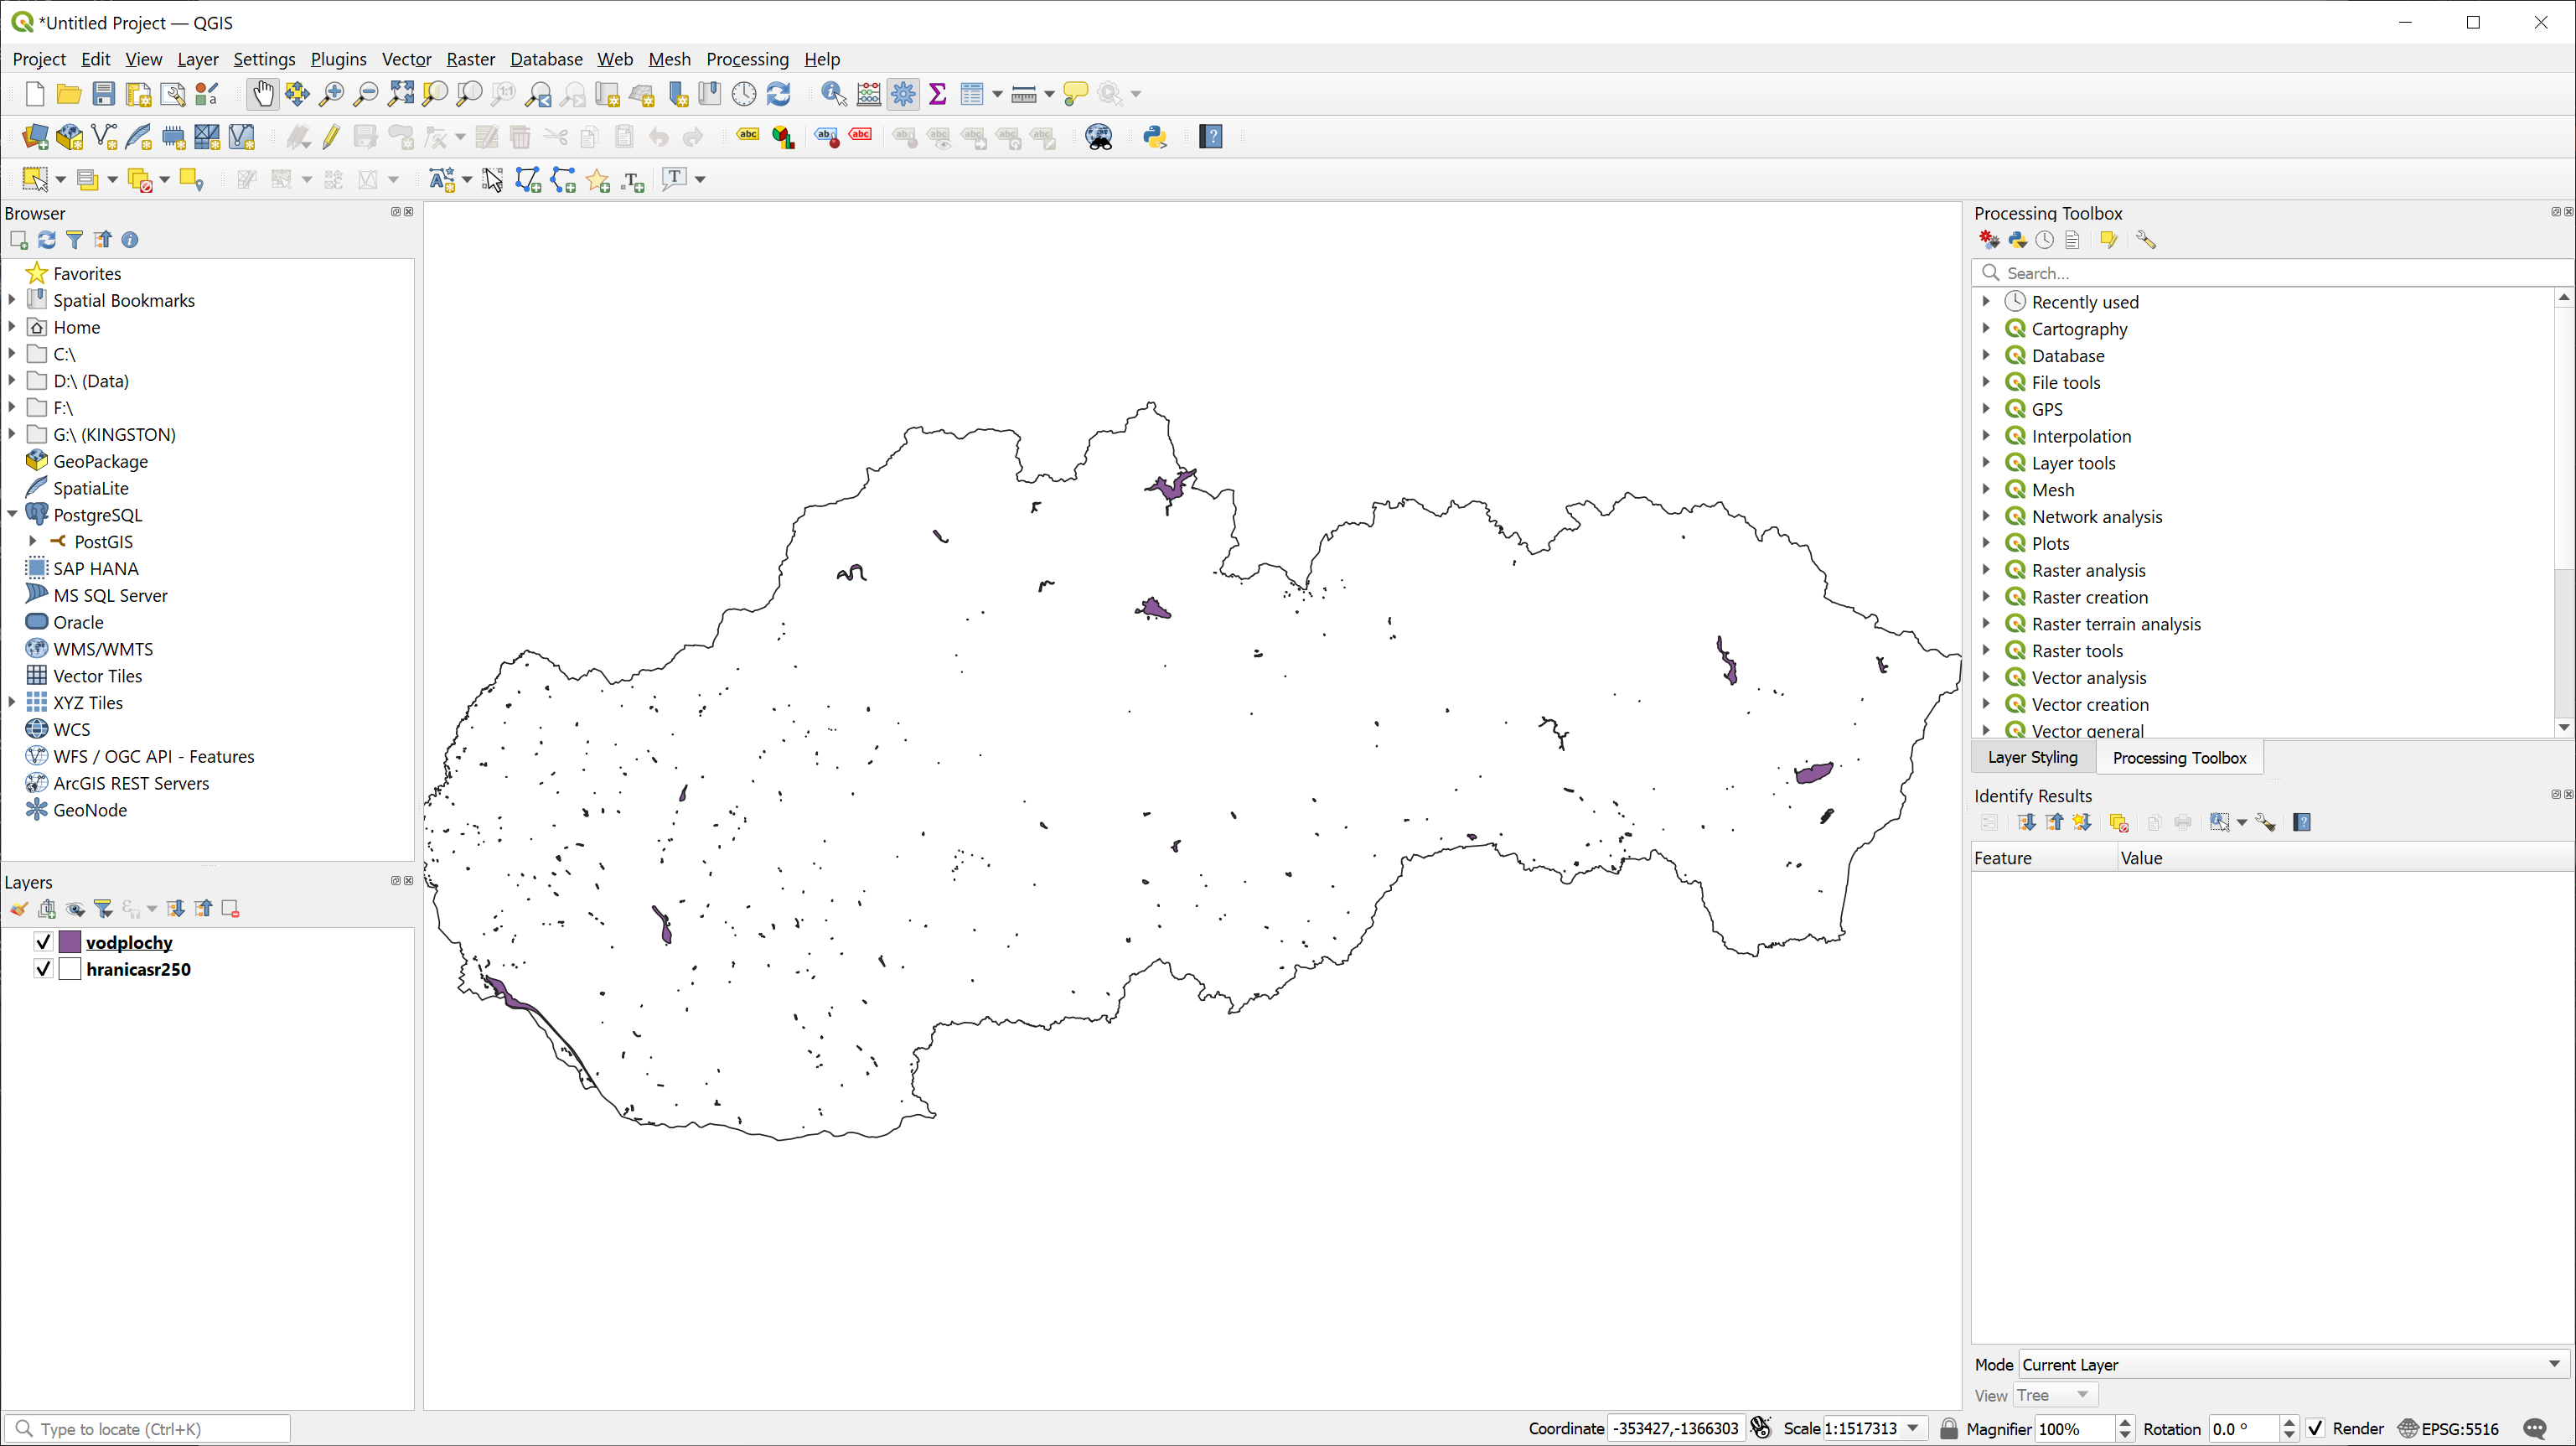 *Untitled Project — QGIS
Project Edit View Layer Settings Plugins Vector Raster Database Web Mesh Processing Help
Browser
Favorites
Spatial Bookmarks
Home
C:\
D:\ (Data)
F:\
G:\ (KINGSTON)
GeoPackage
SpatiaLite
PostgreSQL
PostGIS
SAP HANA
MS SQL Server
Oracle
WMS/WMTS
Vector Tiles
XYZ Tiles
WCS
WFS / OGC API - Features
ArcGIS REST Servers
GeoNode
Layers
vodplochy
hranicasr250
Processing Toolbox
Search...
Recently used
Cartography
Database
File tools
GPS
Interpolation
Layer tools
Mesh
Network analysis
Plots
Raster analysis
Raster creation
Raster terrain analysis
Raster tools
Vector analysis
Vector creation
Vector general
Layer Styling Processing Toolbox
Identify Results
Feature Value
Mode Current Layer
View Tree
Type to locate (Ctrl+K)
Coordinate -353427,-1366303 Scale 1:1517313 Magnifier 100% Rotation 0.0 ° Render EPSG:5516